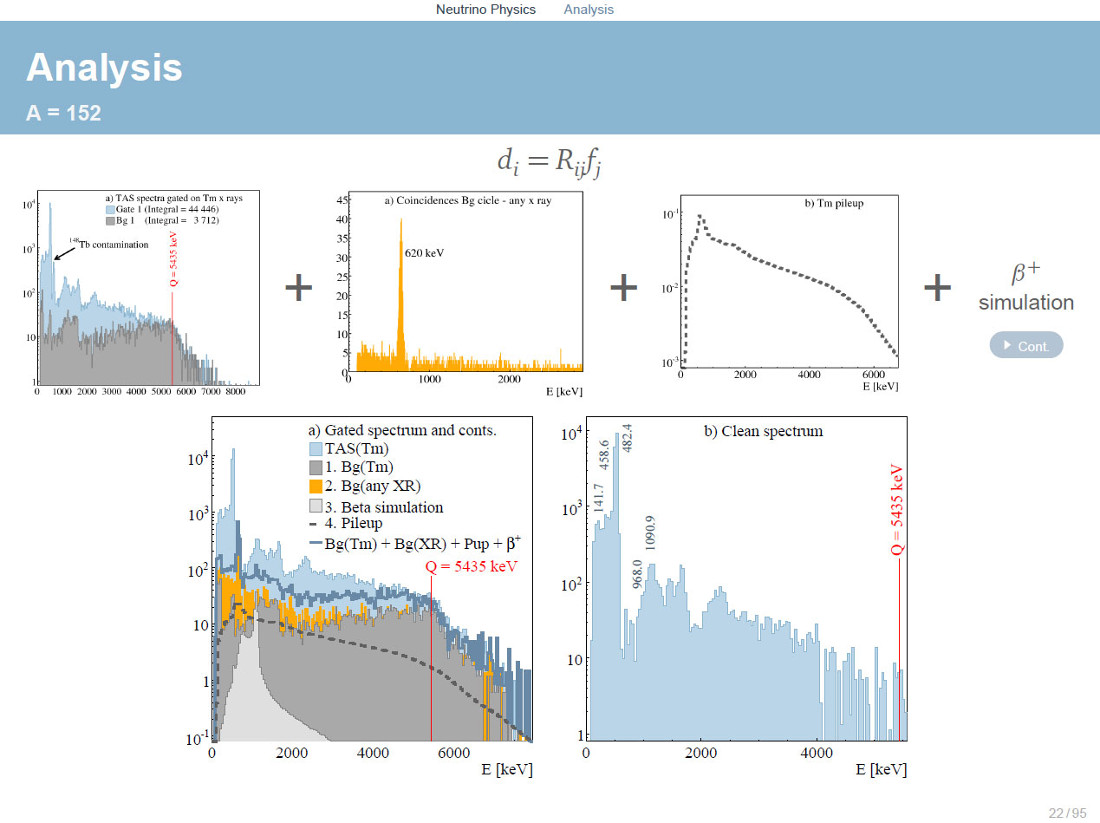 Neutrino Physics Analysis
Analysis
A = 152
d_i = R_ij f_j
a) TAS spectra gated on Tm x rays
Gate 1 (Integral = 44 446)
Bg 1 (Integral = 3 712)
148Tb contamination
Q = 5435 keV
10^4
10^3
10^2
10
1
1000 2000 3000 4000 5000 6000 7000 8000
+
a) Coincidences Bg cicle - any x ray
620 keV
45
40
35
30
25
20
15
10
5
0
0 1000 2000
E [keV]
+
b) Tm pileup
10^-1
10^-2
10^-3
0 2000 4000 6000
E [keV]
+
β+
simulation
Cont.
a) Gated spectrum and conts.
TAS(Tm)
1. Bg(Tm)
2. Bg(any XR)
3. Beta simulation
4. Pileup
Bg(Tm) + Bg(XR) + Pup + β+
Q = 5435 keV
10^4
10^3
10^2
10
1
10^-1
0 2000 4000 6000
E [keV]
b) Clean spectrum
141.7
458.6
482.4
968.0
1090.9
Q = 5435 keV
10^4
10^3
10^2
10
1
0 2000 4000
E [keV]
22/95